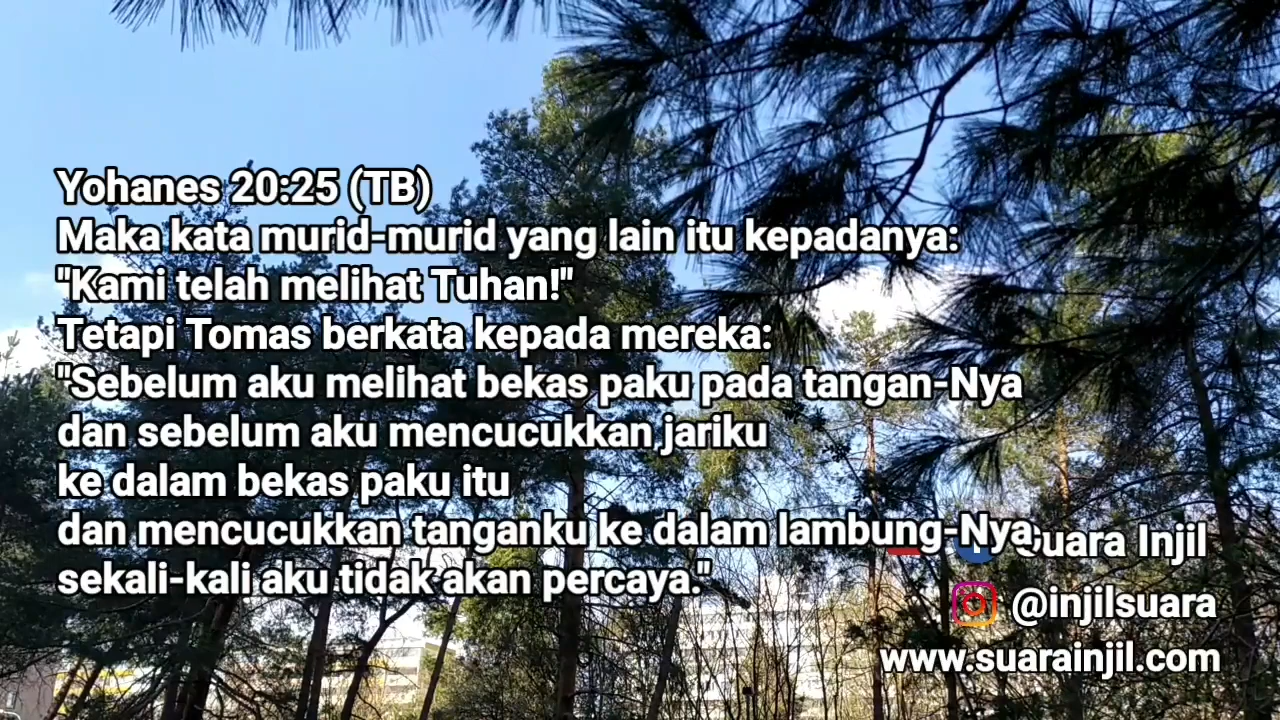 Yohanes 20:25 (TB)
Maka kata murid-murid yang lain itu kepadanya:
"Kami telah melihat Tuhan!"
Tetapi Tomas berkata kepada mereka:
"Sebelum aku melihat bekas paku pada tangan-Nya
dan sebelum aku mencucukkan jariku
ke dalam bekas paku itu
dan mencucukkan tanganku ke dalam lambung-Nya,
sekali-kali aku tidak akan percaya."
Suara Injil
@injilsuara
www.suarainjil.com